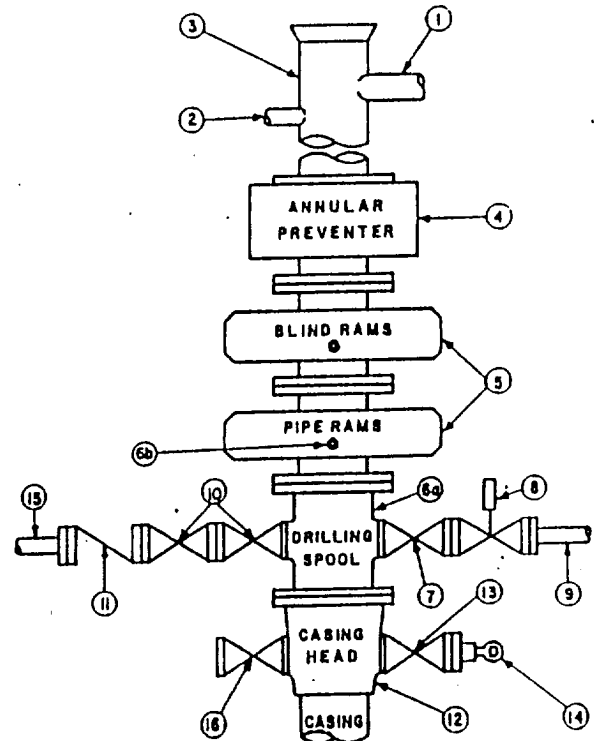 3
1
2
ANNULAR
PREVENTER
4
BLIND RAMS
5
PIPE RAMS
6b
6a
8
15
10
DRILLING
SPOOL
11
7
9
13
CASING
HEAD
16
14
12
CASING